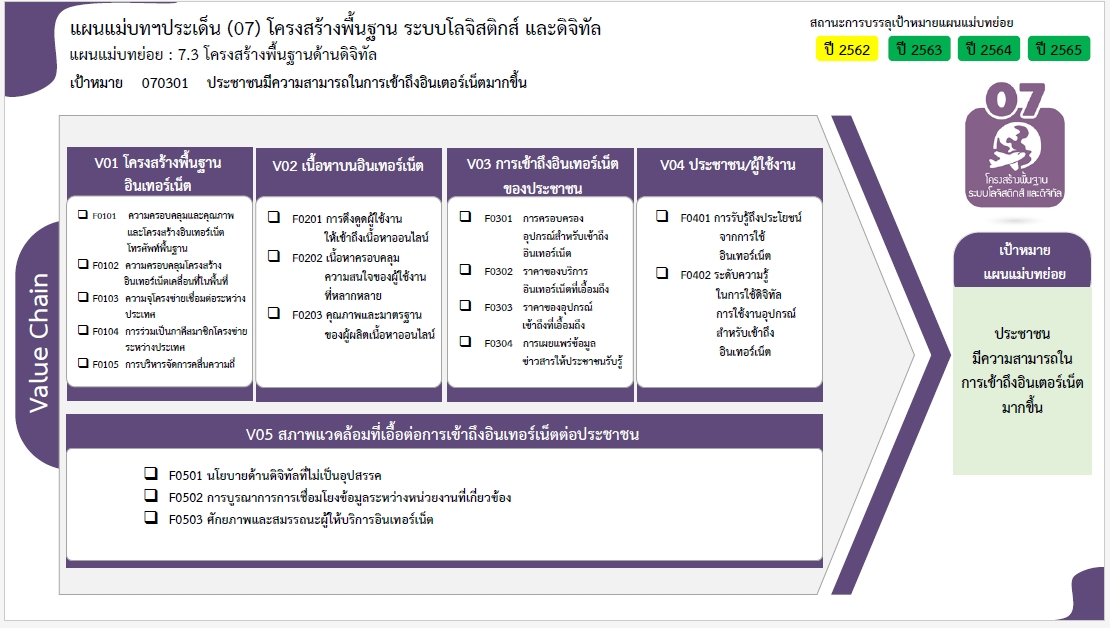 แผนแม่บทฯประเด็น (07) โครงสร้างพื้นฐาน ระบบโลจิสติกส์ และดิจิทัล
แผนแม่บทย่อย : 7.3 โครงสร้างพื้นฐานด้านดิจิทัล
เป้าหมาย 070301 ประชาชนมีความสามารถในการเข้าถึงอินเตอร์เน็ตมากขึ้น
สถานะการบรรลุเป้าหมายแผนแม่บทย่อย
ปี 2562 ปี 2563 ปี 2564 ปี 2565
07
โครงสร้างพื้นฐาน
ระบบโลจิสติกส์ และดิจิทัล
Value Chain
V01 โครงสร้างพื้นฐาน
อินเทอร์เน็ต
F0101 ความครอบคลุมและคุณภาพ
และโครงสร้างอินเทอร์เน็ต
โทรศัพท์พื้นฐาน
F0102 ความครอบคลุมโครงสร้าง
อินเทอร์เน็ตเคลื่อนที่ในพื้นที่
F0103 ความจุโครงข่ายเชื่อมต่อระหว่าง
ประเทศ
F0104 การร่วมเป็นภาคีสมาชิกโครงข่าย
ระหว่างประเทศ
F0105 การบริหารจัดการคลื่นความถี่
V02 เนื้อหาบนอินเทอร์เน็ต
F0201 การดึงดูดผู้ใช้งาน
ให้เข้าถึงเนื้อหาออนไลน์
F0202 เนื้อหาครอบคลุม
ความสนใจของผู้ใช้งาน
ที่หลากหลาย
F0203 คุณภาพและมาตรฐาน
ของผู้ผลิตเนื้อหาออนไลน์
V03 การเข้าถึงอินเทอร์เน็ต
ของประชาชน
F0301 การครอบครอง
อุปกรณ์สำหรับเข้าถึง
อินเทอร์เน็ต
F0302 ราคาของบริการ
อินเทอร์เน็ตที่เอื้อมถึง
F0303 ราคาของอุปกรณ์
เข้าถึงที่เอื้อมถึง
F0304 การเผยแพร่ข้อมูล
ข่าวสารให้ประชาชนรับรู้
V04 ประชาชน/ผู้ใช้งาน
F0401 การรับรู้ถึงประโยชน์
จากการใช้
อินเทอร์เน็ต
F0402 ระดับความรู้
ในการใช้ดิจิทัล
การใช้งานอุปกรณ์
สำหรับเข้าถึง
อินเทอร์เน็ต
V05 สภาพแวดล้อมที่เอื้อต่อการเข้าถึงอินเทอร์เน็ตต่อประชาชน
F0501 นโยบายด้านดิจิทัลที่ไม่เป็นอุปสรรค
F0502 การบูรณาการการเชื่อมโยงข้อมูลระหว่างหน่วยงานที่เกี่ยวข้อง
F0503 ศักยภาพและสมรรถนะผู้ให้บริการอินเทอร์เน็ต
เป้าหมาย
แผนแม่บทย่อย
ประชาชน
มีความสามารถใน
การเข้าถึงอินเตอร์เน็ต
มากขึ้น